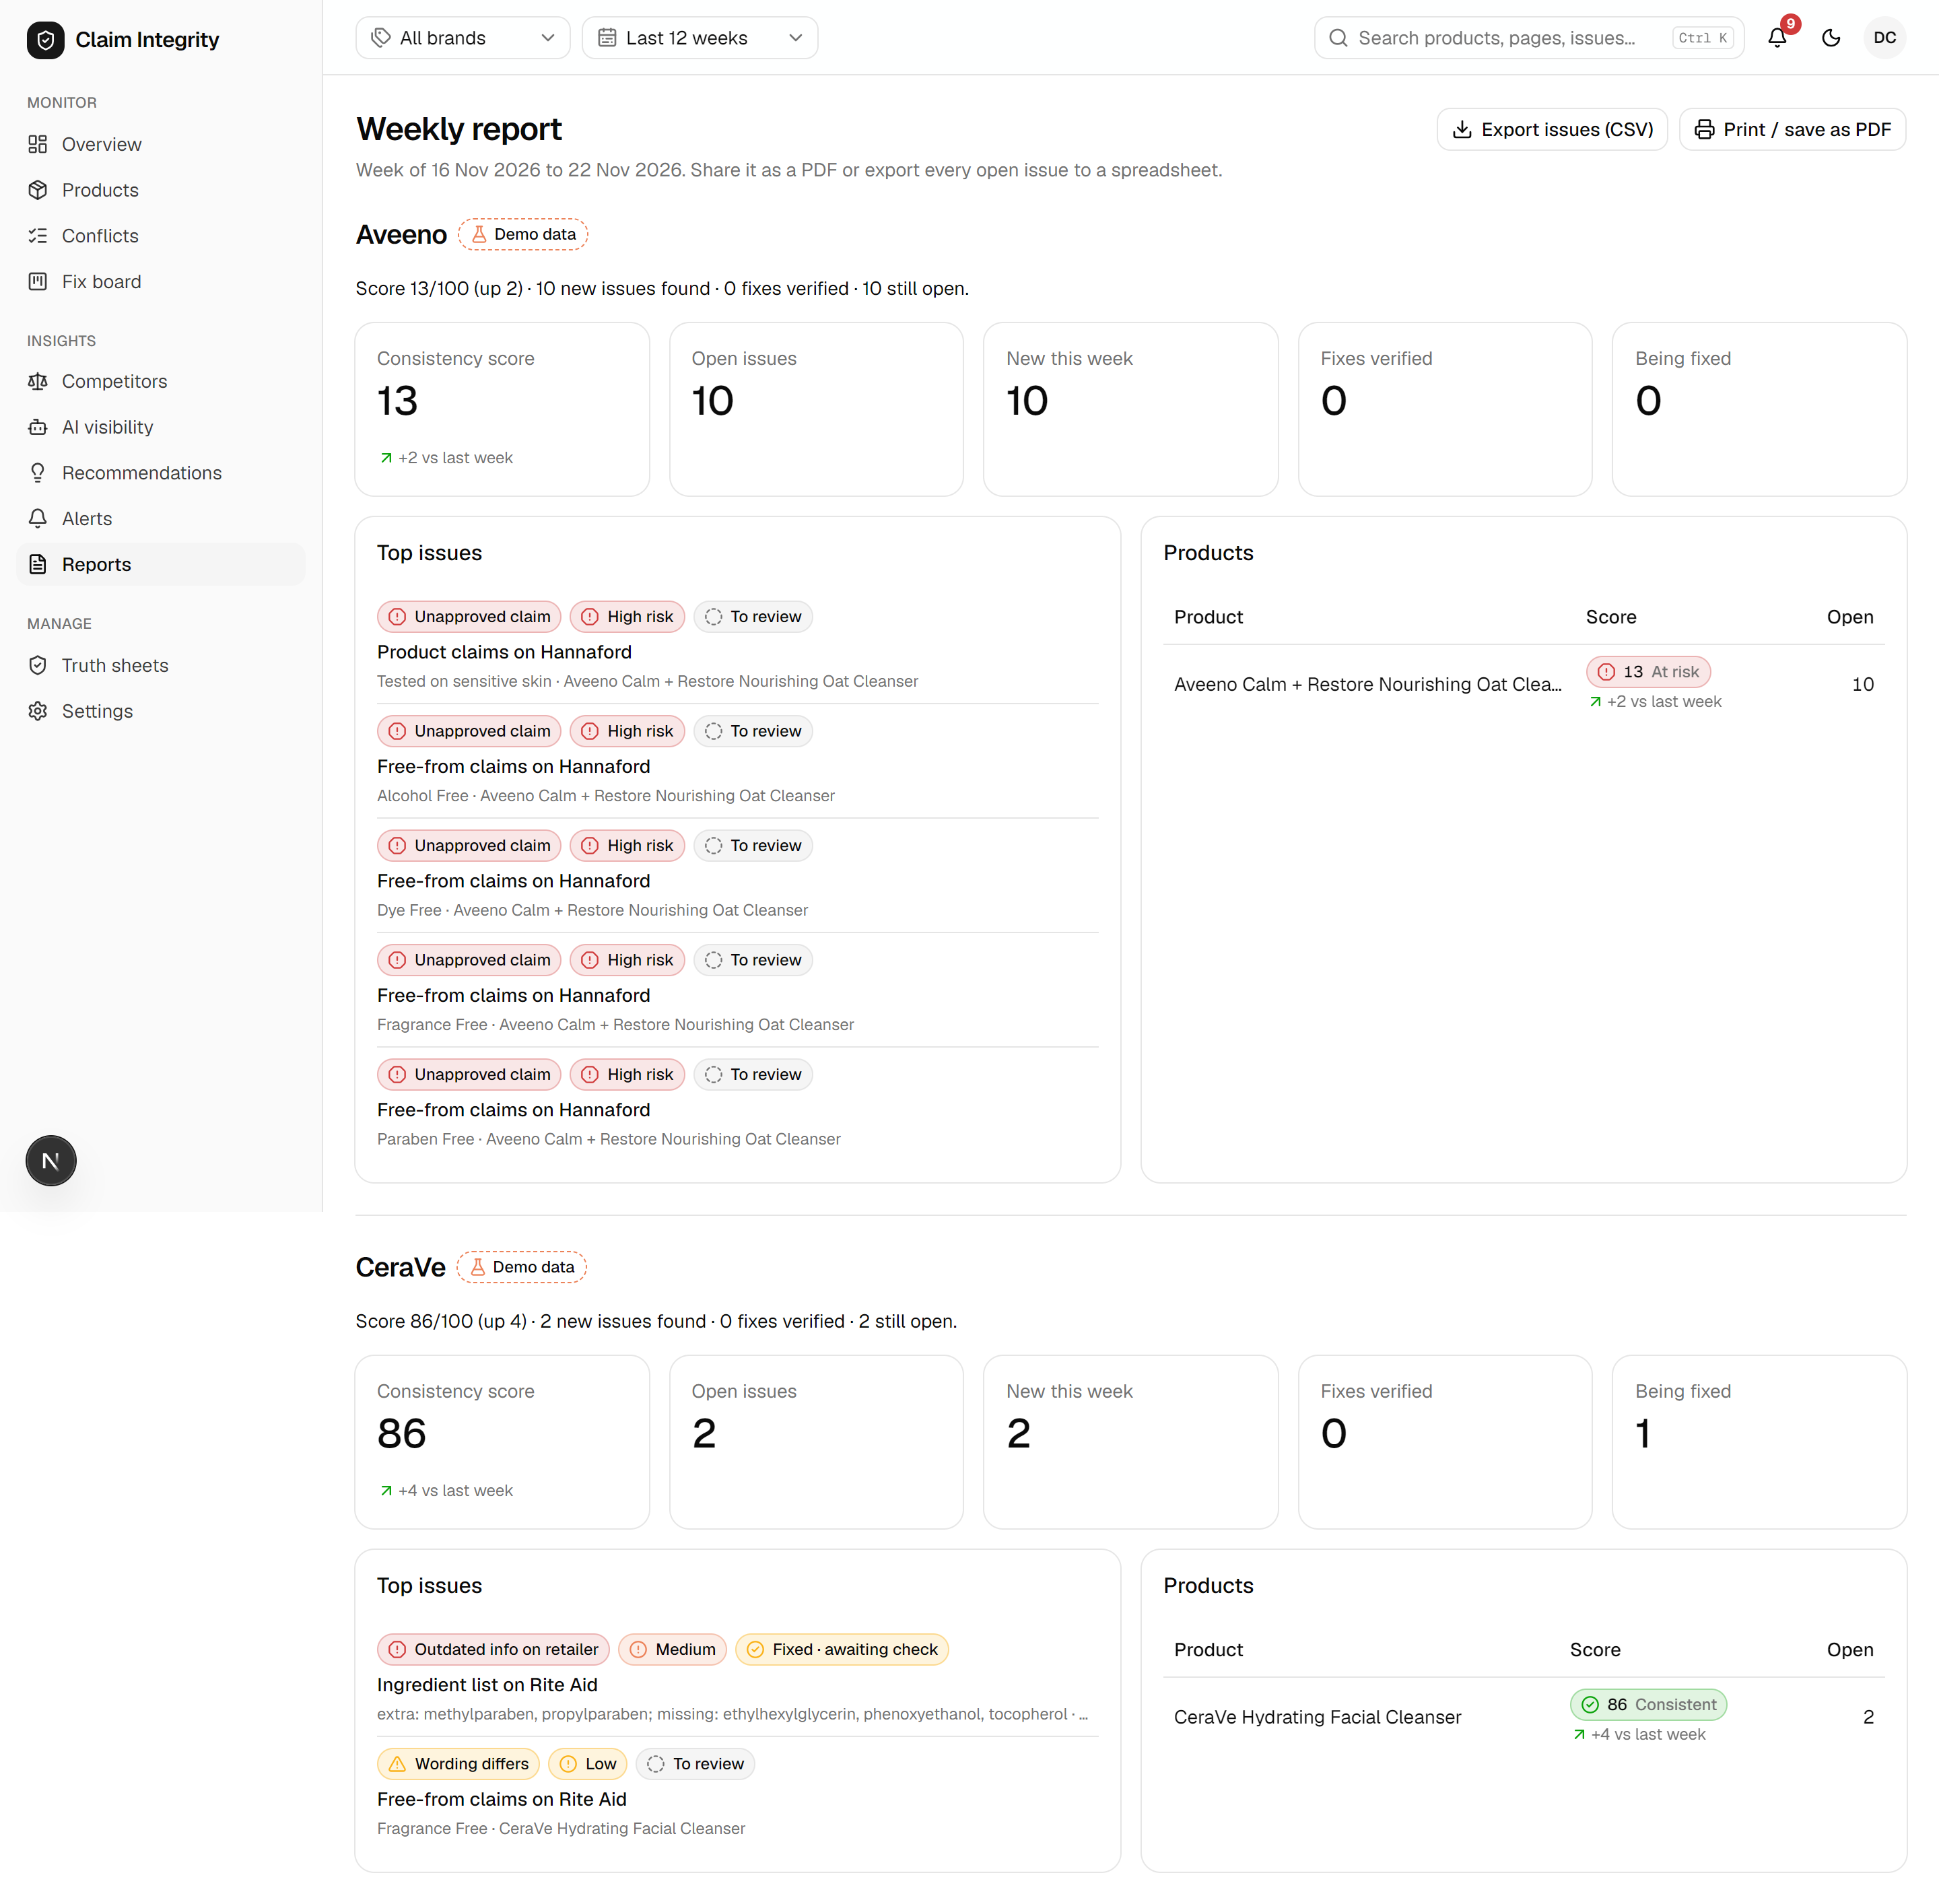 Claim Integrity
MONITOR
Overview
Products
Conflicts
Fix board
INSIGHTS
Competitors
AI visibility
Recommendations
Alerts
Reports
MANAGE
Truth sheets
Settings
N
All brands
Last 12 weeks
Search products, pages, issues...
Ctrl K
9
DC
Weekly report
Export issues (CSV)
Print / save as PDF
Week of 16 Nov 2026 to 22 Nov 2026. Share it as a PDF or export every open issue to a spreadsheet.
Aveeno
Demo data
Score 13/100 (up 2) · 10 new issues found · 0 fixes verified · 10 still open.
Consistency score
13
+2 vs last week
Open issues
10
New this week
10
Fixes verified
0
Being fixed
0
Top issues
Unapproved claim High risk To review
Product claims on Hannaford
Tested on sensitive skin · Aveeno Calm + Restore Nourishing Oat Cleanser
Unapproved claim High risk To review
Free-from claims on Hannaford
Alcohol Free · Aveeno Calm + Restore Nourishing Oat Cleanser
Unapproved claim High risk To review
Free-from claims on Hannaford
Dye Free · Aveeno Calm + Restore Nourishing Oat Cleanser
Unapproved claim High risk To review
Free-from claims on Hannaford
Fragrance Free · Aveeno Calm + Restore Nourishing Oat Cleanser
Unapproved claim High risk To review
Free-from claims on Hannaford
Paraben Free · Aveeno Calm + Restore Nourishing Oat Cleanser
Products
Product Score Open
Aveeno Calm + Restore Nourishing Oat Clea... 13 At risk 10
+2 vs last week
CeraVe
Demo data
Score 86/100 (up 4) · 2 new issues found · 0 fixes verified · 2 still open.
Consistency score
86
+4 vs last week
Open issues
2
New this week
2
Fixes verified
0
Being fixed
1
Top issues
Outdated info on retailer Medium Fixed · awaiting check
Ingredient list on Rite Aid
extra: methylparaben, propylparaben; missing: ethylhexylglycerin, phenoxyethanol, tocopherol · ...
Wording differs Low To review
Free-from claims on Rite Aid
Fragrance Free · CeraVe Hydrating Facial Cleanser
Products
Product Score Open
CeraVe Hydrating Facial Cleanser 86 Consistent 2
+4 vs last week